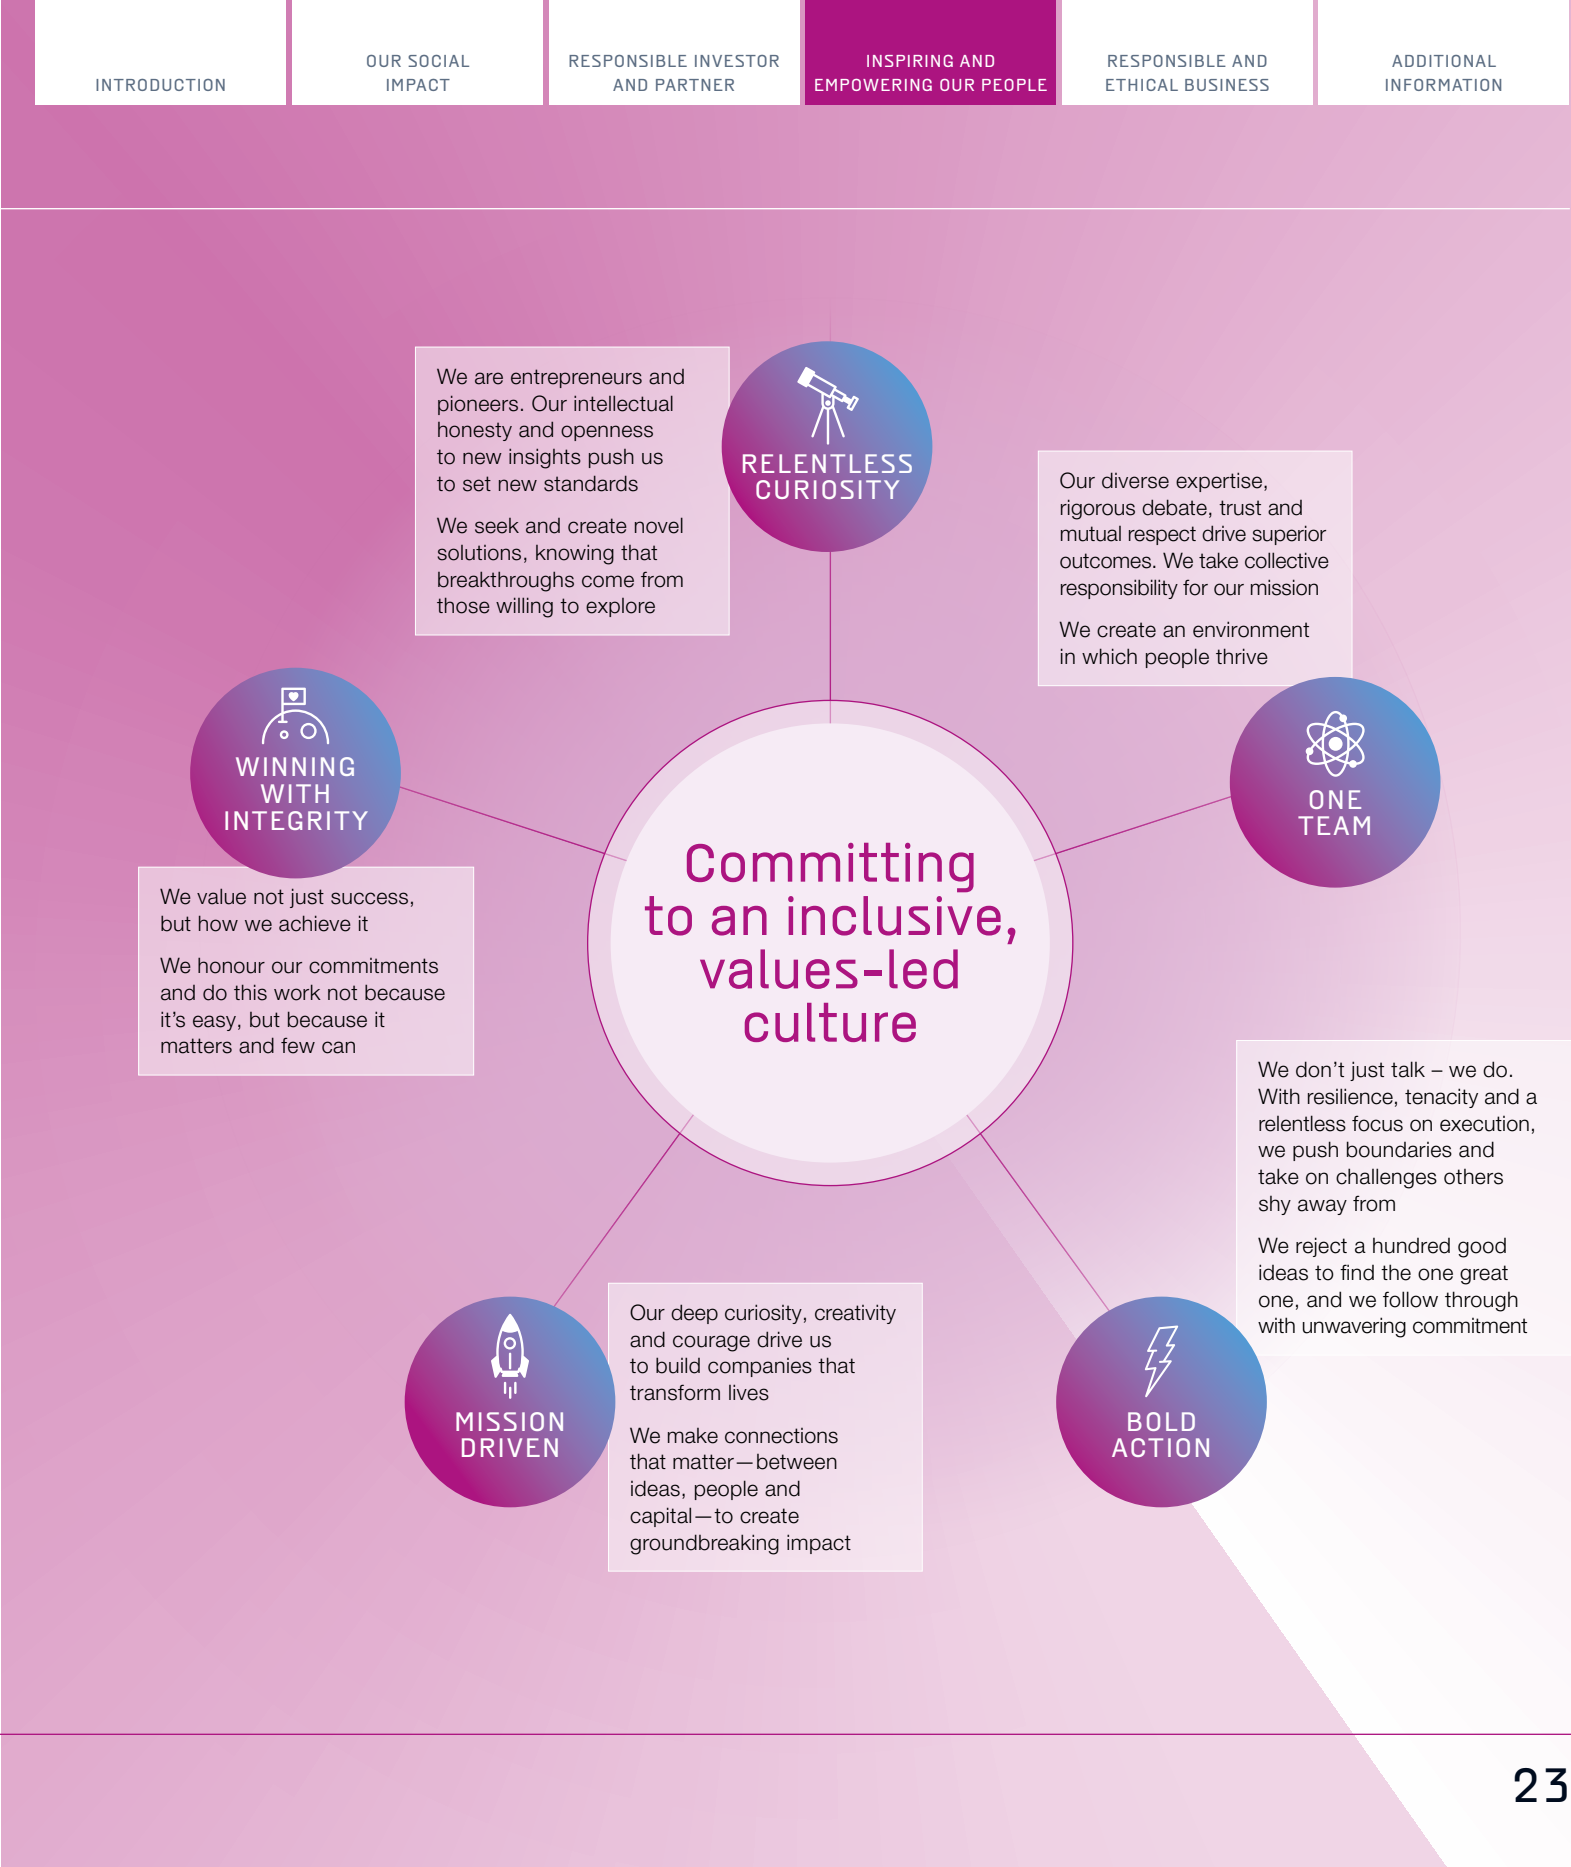 INTRODUCTION
OUR SOCIAL
IMPACT
RESPONSIBLE INVESTOR
AND PARTNER
INSPIRING AND
EMPOWERING OUR PEOPLE
RESPONSIBLE AND
ETHICAL BUSINESS
ADDITIONAL
INFORMATION
We are entrepreneurs and
pioneers. Our intellectual
honesty and openness
to new insights push us
to set new standards
We seek and create novel
solutions, knowing that
breakthroughs come from
those willing to explore
RELENTLESS
CURIOSITY
Our diverse expertise,
rigorous debate, trust and
mutual respect drive superior
outcomes. We take collective
responsibility for our mission
We create an environment
in which people thrive
ONE
TEAM
WINNING
WITH
INTEGRITY
We value not just success,
but how we achieve it
We honour our commitments
and do this work not because
it’s easy, but because it
matters and few can
Committing
to an inclusive,
values-led
culture
We don’t just talk – we do.
With resilience, tenacity and a
relentless focus on execution,
we push boundaries and
take on challenges others
shy away from
We reject a hundred good
ideas to find the one great
one, and we follow through
with unwavering commitment
BOLD
ACTION
MISSION
DRIVEN
Our deep curiosity, creativity
and courage drive us
to build companies that
transform lives
We make connections
that matter—between
ideas, people and
capital—to create
groundbreaking impact
23